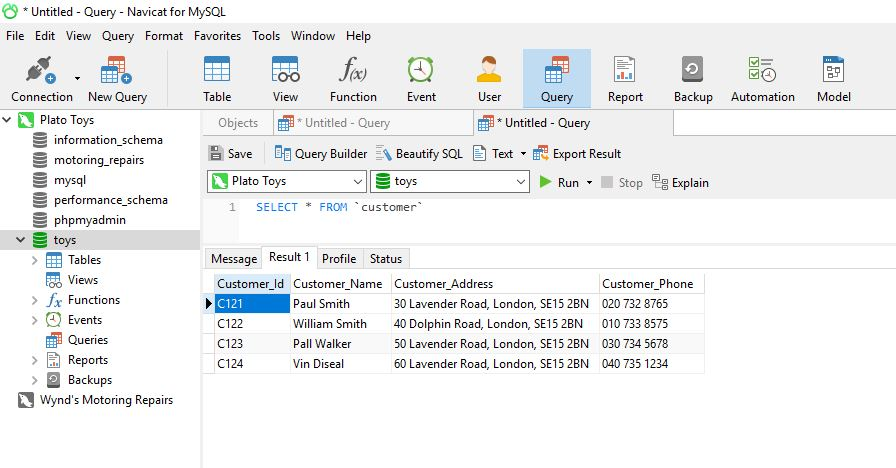 * Untitled - Query - Navicat for MySQL
File Edit View Query Format Favorites Tools Window Help
Connection New Query Table View f(x) Function Event User Query Report Backup Automation Model
Plato Toys
information_schema
motoring_repairs
mysql
performance_schema
phpmyadmin
toys
Tables
Views
fx Functions
Events
Queries
Reports
Backups
Wynd's Motoring Repairs
Objects * Untitled - Query * Untitled - Query
Save Query Builder Beautify SQL Text Export Result
Plato Toys toys Run Stop Explain
1 SELECT * FROM `customer`
Message Result 1 Profile Status
Customer_Id Customer_Name Customer_Address Customer_Phone
C121 Paul Smith 30 Lavender Road, London, SE15 2BN 020 732 8765
C122 William Smith 40 Dolphin Road, London, SE15 2BN 010 733 8575
C123 Pall Walker 50 Lavender Road, London, SE15 2BN 030 734 5678
C124 Vin Diseal 60 Lavender Road, London, SE15 2BN 040 735 1234